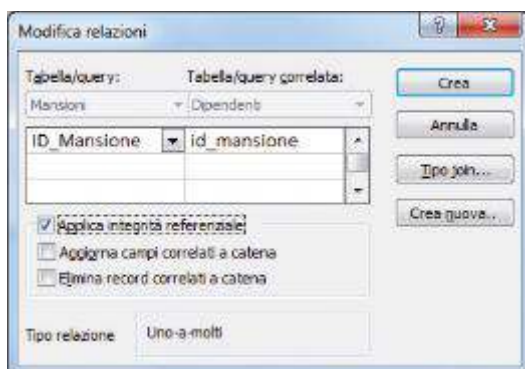 Modifica relazioni
Tabella/query: Tabella/query correlata:
Mansioni Dipendenti
ID_Mansione id_mansione
Applica integrità referenziale
Aggiorna campi correlati a catena
Elimina record correlati a catena
Tipo relazione Uno-a-molti
Crea
Annulla
Tipo join...
Crea nuova..